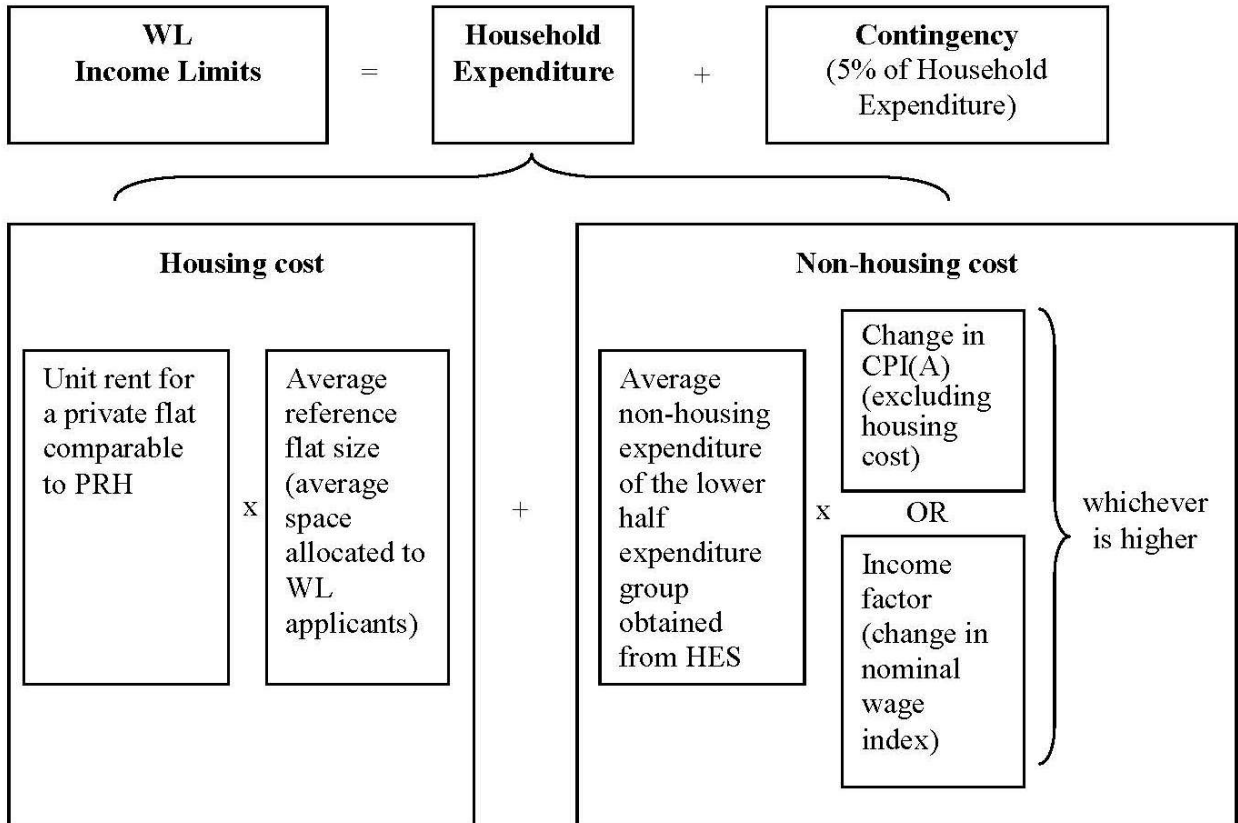 WL
Income Limits
=
Household
Expenditure
+
Contingency
(5% of Household
Expenditure)
Housing cost
Unit rent for
a private flat
comparable
to PRH
x
Average
reference
flat size
(average
space
allocated to
WL
applicants)
+
Non-housing cost
Average
non-housing
expenditure
of the lower
half
expenditure
group
obtained
from HES
x
Change in
CPI(A)
(excluding
housing
cost)
OR
Income
factor
(change in
nominal
wage
index)
whichever
is higher